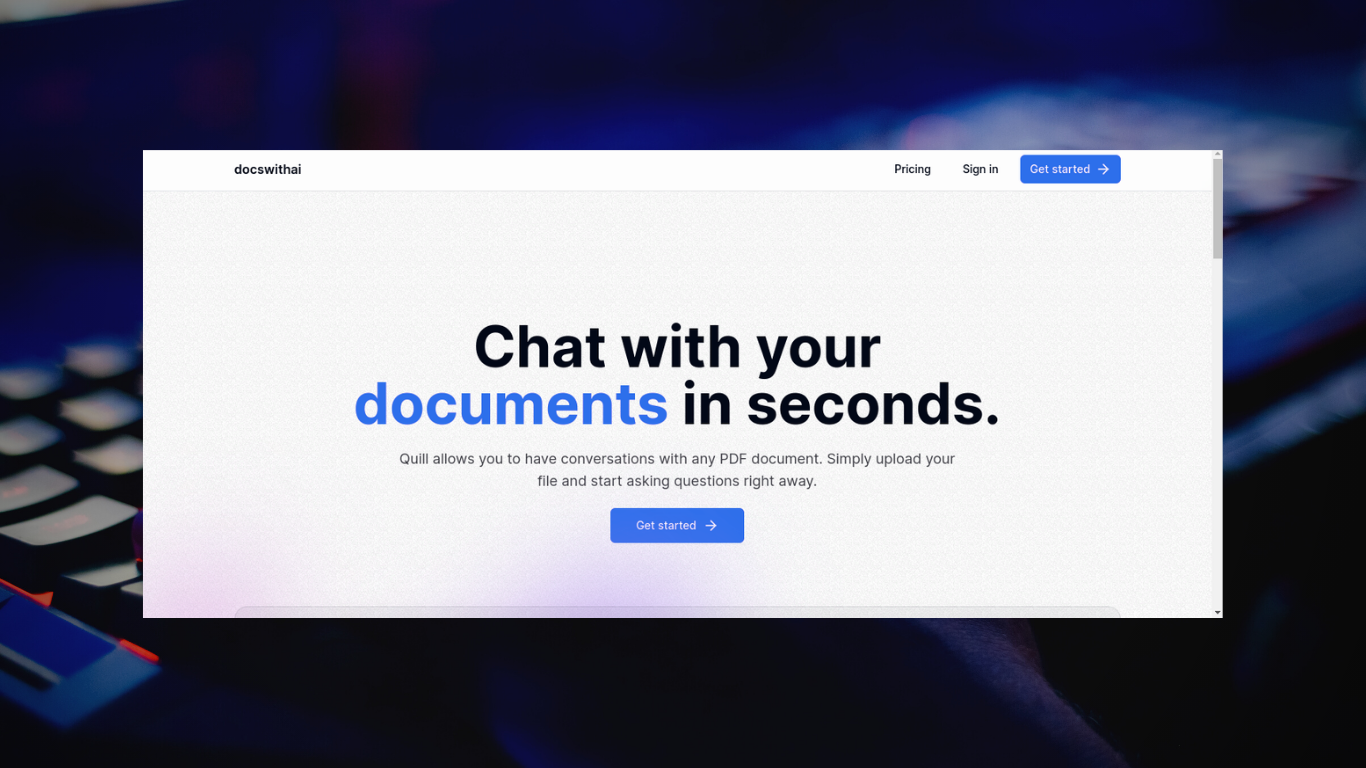 docswithai
Pricing
Sign in
Get started
Chat with your
documents in seconds.
Quill allows you to have conversations with any PDF document. Simply upload your
file and start asking questions right away.
Get started